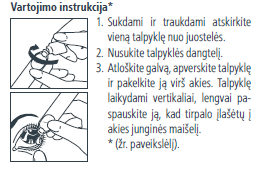 Vartojimo instrukcija*
1. Sukdami ir traukdami atskirkite
vieną talpyklę nuo juostelės.
2. Nusukite talpyklės dangtelį.
3. Atloškite galvą, apverskite talpyklę
ir pakelkite ją virš akies. Talpyklę
laikydami vertikaliai, lengvai pa-
spauskite ją, kad tirpalo įlašėtų į
akies junginės maišelį.
* (žr. paveikslėlį).